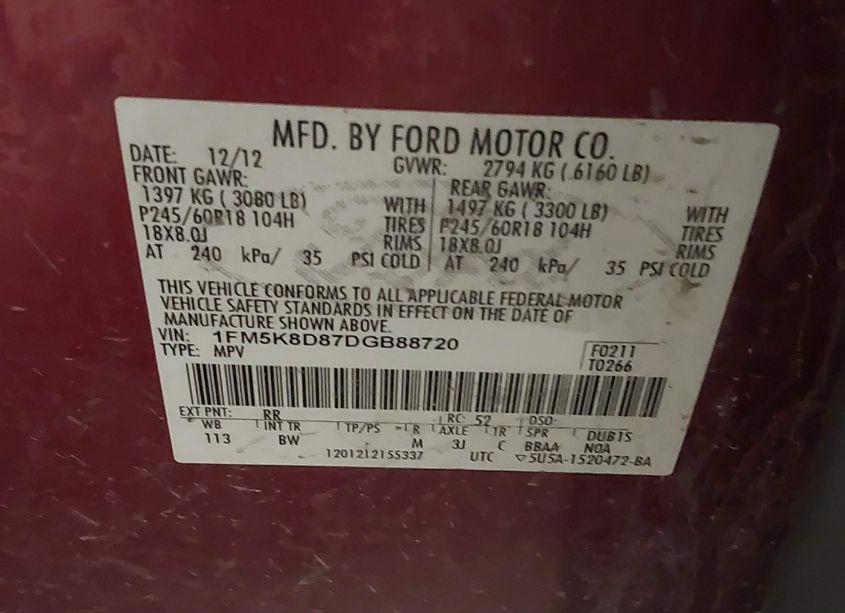 MFD. BY FORD MOTOR CO.
DATE: 12/12 GVWR: 2794 KG ( 6160 LB)
FRONT GAWR: REAR GAWR:
1397 KG ( 3080 LB) WITH 1497 KG ( 3300 LB) WITH
P245/60R18 104H TIRES P245/60R18 104H TIRES
18X8.0J RIMS 18X8.0J RIMS
AT 240 kPa/ 35 PSI COLD AT 240 kPa/ 35 PSI COLD
THIS VEHICLE CONFORMS TO ALL APPLICABLE FEDERAL MOTOR
VEHICLE SAFETY STANDARDS IN EFFECT ON THE DATE OF
MANUFACTURE SHOWN ABOVE.
VIN: 1FM5K8D87DGB88720
TYPE: MPV
F0211
T0266
EXT PNT: RR RC: 52 DSO:
WB INT TR TP/PS R AXLE TR SPR DUB1S
113 BW M 3J C BBAA N0A
1201212155337 UTC ▽5U5A-1520472-BA